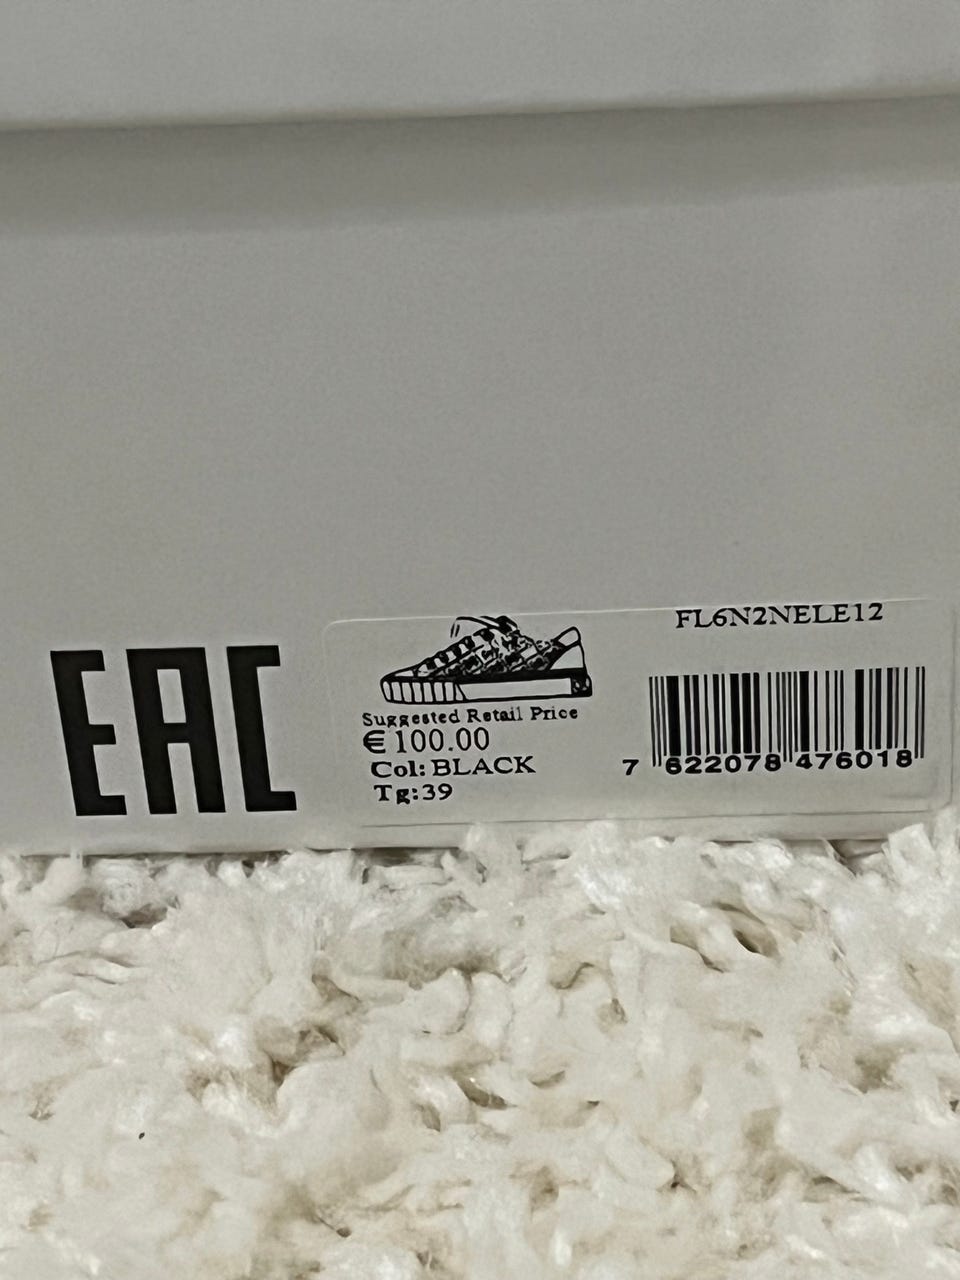 FL6N2NELE12
EAC
Suggested Retail Price
€ 100.00
Col: BLACK
Tg:39
7 622078 476018